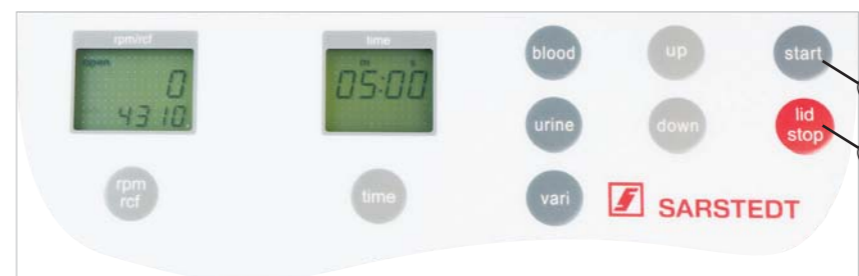 rpm/rcf
open
0
4310
rpm
rcf
time
m s
05:00
time
blood
urine
vari
up
down
start
lid
stop
SARSTEDT